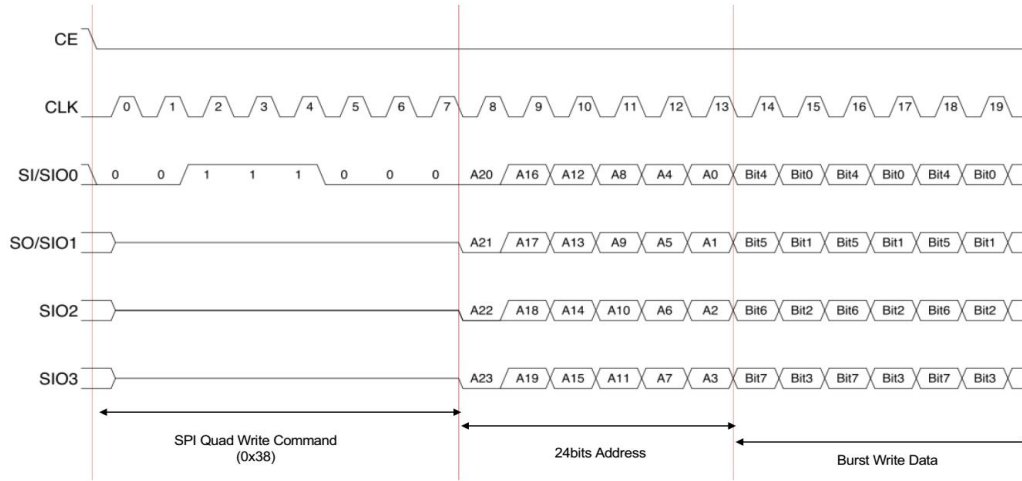 CE
CLK 0 1 2 3 4 5 6 7 8 9 10 11 12 13 14 15 16 17 18 19
SI/SIO0 0 0 1 1 1 0 0 0 A20 A16 A12 A8 A4 A0 Bit4 Bit0 Bit4 Bit0 Bit4 Bit0
SO/SIO1 A21 A17 A13 A9 A5 A1 Bit5 Bit1 Bit5 Bit1 Bit5 Bit1
SIO2 A22 A18 A14 A10 A6 A2 Bit6 Bit2 Bit6 Bit2 Bit6 Bit2
SIO3 A23 A19 A15 A11 A7 A3 Bit7 Bit3 Bit7 Bit3 Bit7 Bit3
SPI Quad Write Command
(0x38)
24bits Address
Burst Write Data